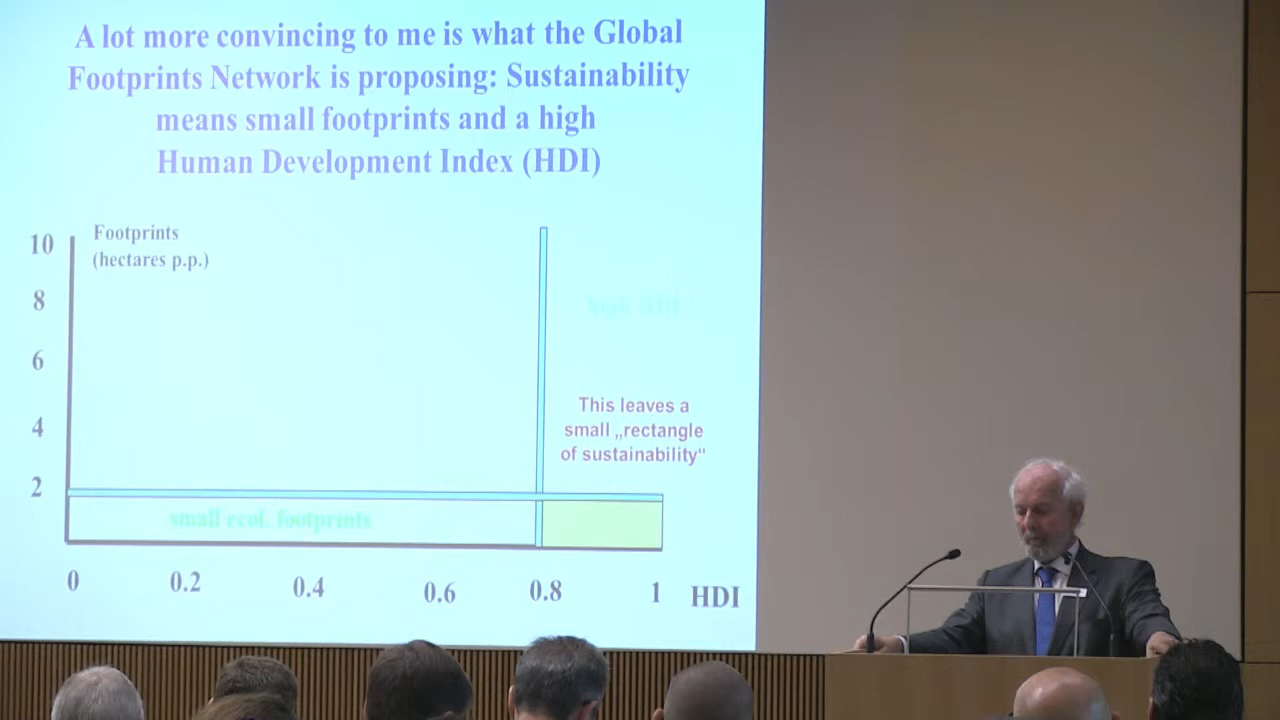 A lot more convincing to me is what the Global
Footprints Network is proposing: Sustainability
means small footprints and a high
Human Development Index (HDI)
Footprints
(hectares p.p.)
10
8
6
4
2
high HDI
This leaves a
small „rectangle
of sustainability“
small ecol. footprints
0 0.2 0.4 0.6 0.8 1 HDI